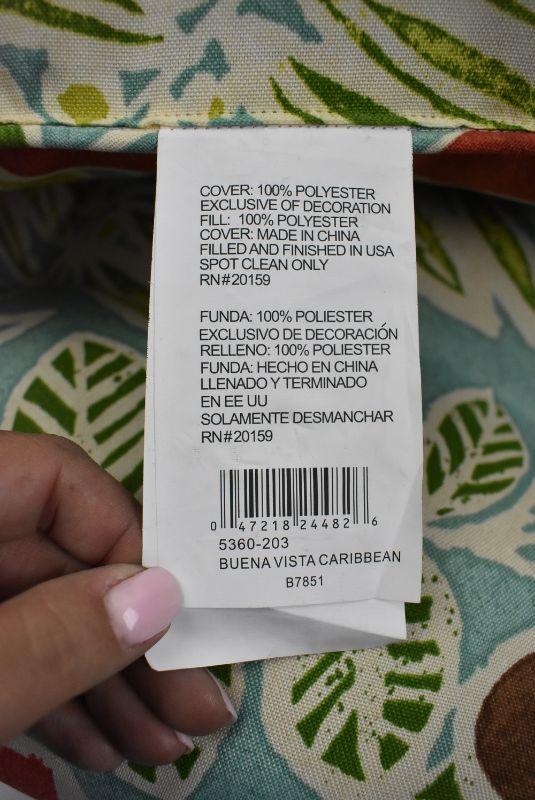 COVER: 100% POLYESTER
EXCLUSIVE OF DECORATION
FILL: 100% POLYESTER
COVER: MADE IN CHINA
FILLED AND FINISHED IN USA
SPOT CLEAN ONLY
RN#20159
FUNDA: 100% POLIESTER
EXCLUSIVO DE DECORACIÓN
RELLENO: 100% POLIESTER
FUNDA: HECHO EN CHINA
LLENADO Y TERMINADO
EN EE UU
SOLAMENTE DESMANCHAR
RN#20159
0 47218 24482 6
5360-203
BUENA VISTA CARIBBEAN
B7851